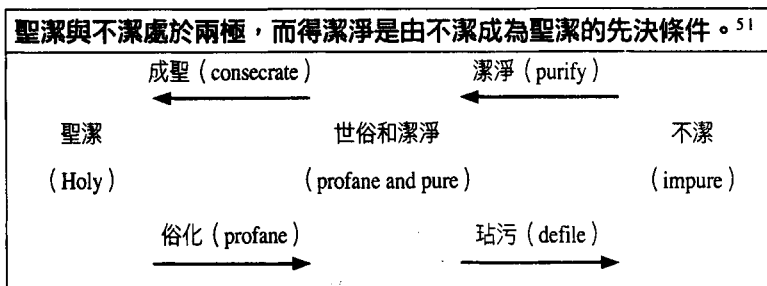 聖潔與不潔處於兩極，而得潔淨是由不潔成為聖潔的先決條件。51
成聖（consecrate） 潔淨（purify）
聖潔 世俗和潔淨 不潔
（Holy） （profane and pure） （impure）
俗化（profane） 玷污（defile）